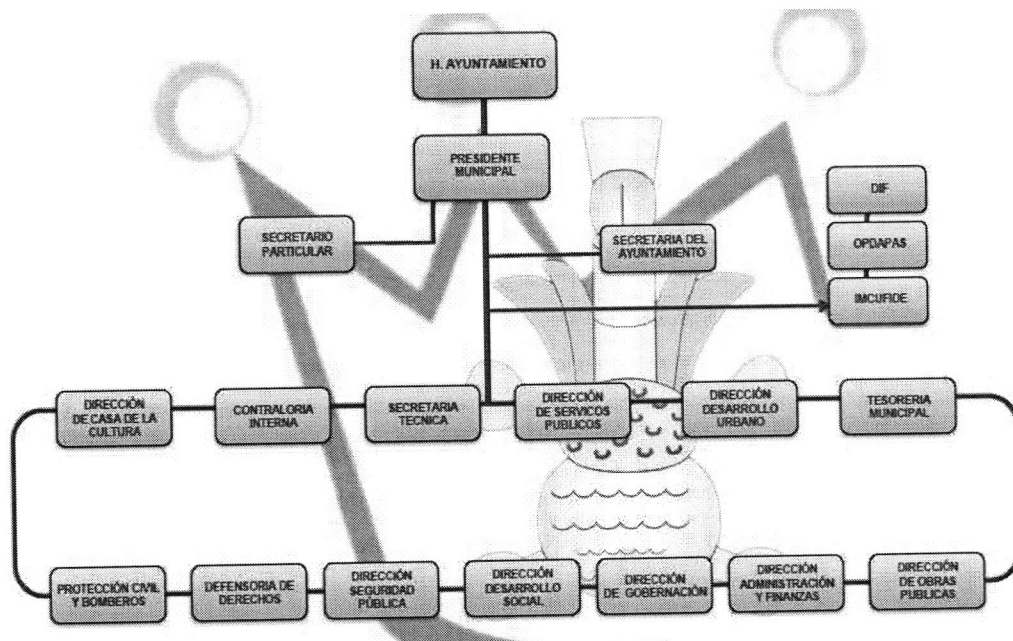 H. AYUNTAMIENTO
PRESIDENTE
MUNICIPAL
SECRETARIO
PARTICULAR
SECRETARIA DEL
AYUNTAMIENTO
DIF
OPDAPAS
IMCUFIDE
DIRECCIÓN
DE CASA DE LA
CULTURA
CONTRALORIA
INTERNA
SECRETARIA
TECNICA
DIRECCIÓN
DE SERVICOS
PUBLICOS
DIRECCIÓN
DESARROLLO
URBANO
TESORERIA
MUNICIPAL
PROTECCIÓN CIVIL
Y BOMBEROS
DEFENSORIA DE
DERECHOS
DIRECCIÓN
SEGURIDAD
PÚBLICA
DIRECCIÓN
DESARROLLO
SOCIAL
DIRECCIÓN
DE GOBERNACIÓN
DIRECCIÓN
ADMINISTRACIÓN
Y FINANZAS
DIRECCIÓN
DE OBRAS
PUBLICAS